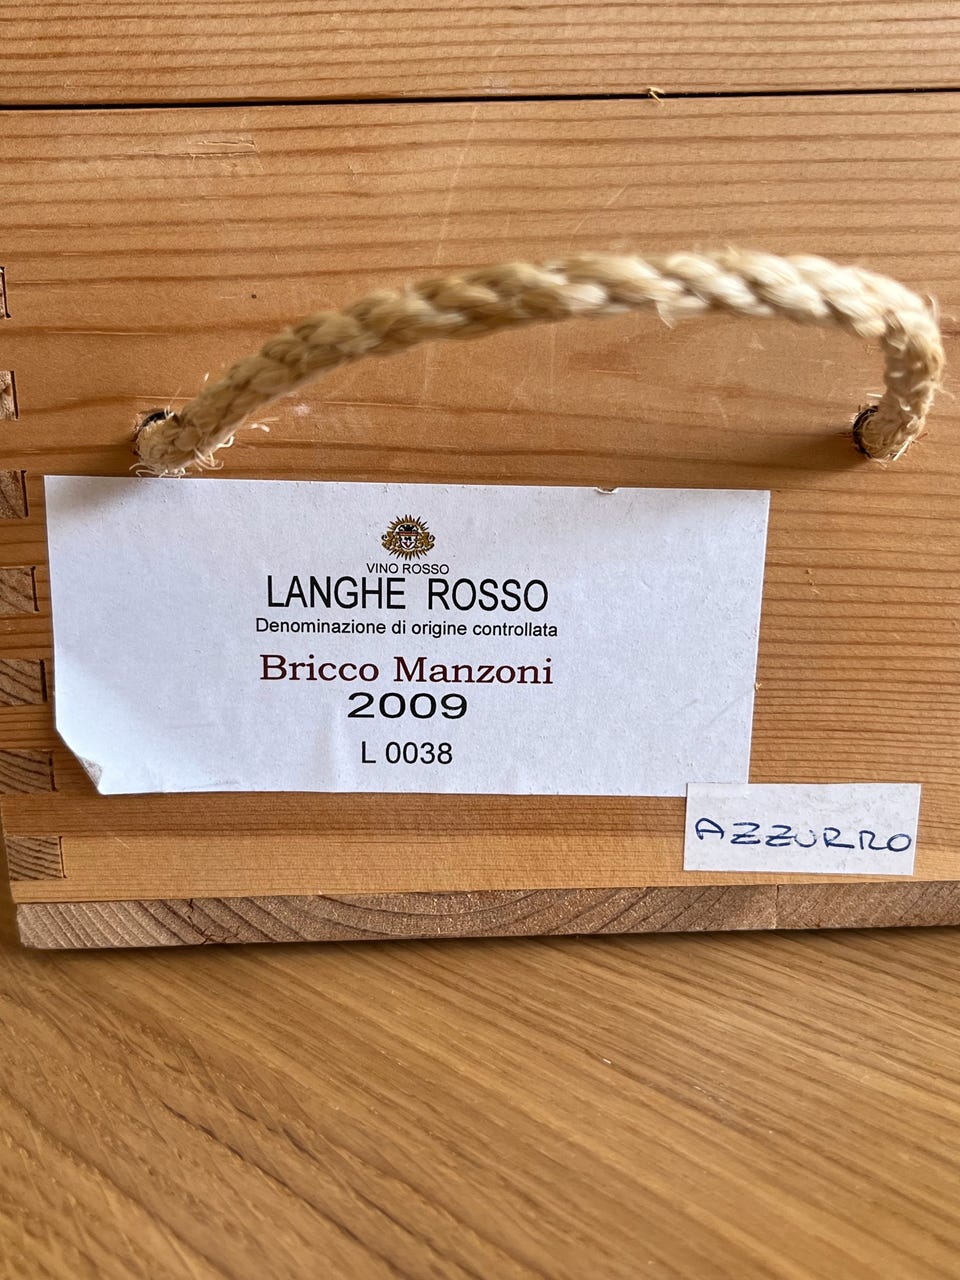 VINO ROSSO
LANGHE ROSSO
Denominazione di origine controllata
Bricco Manzoni
2009
L 0038
AZZURRO